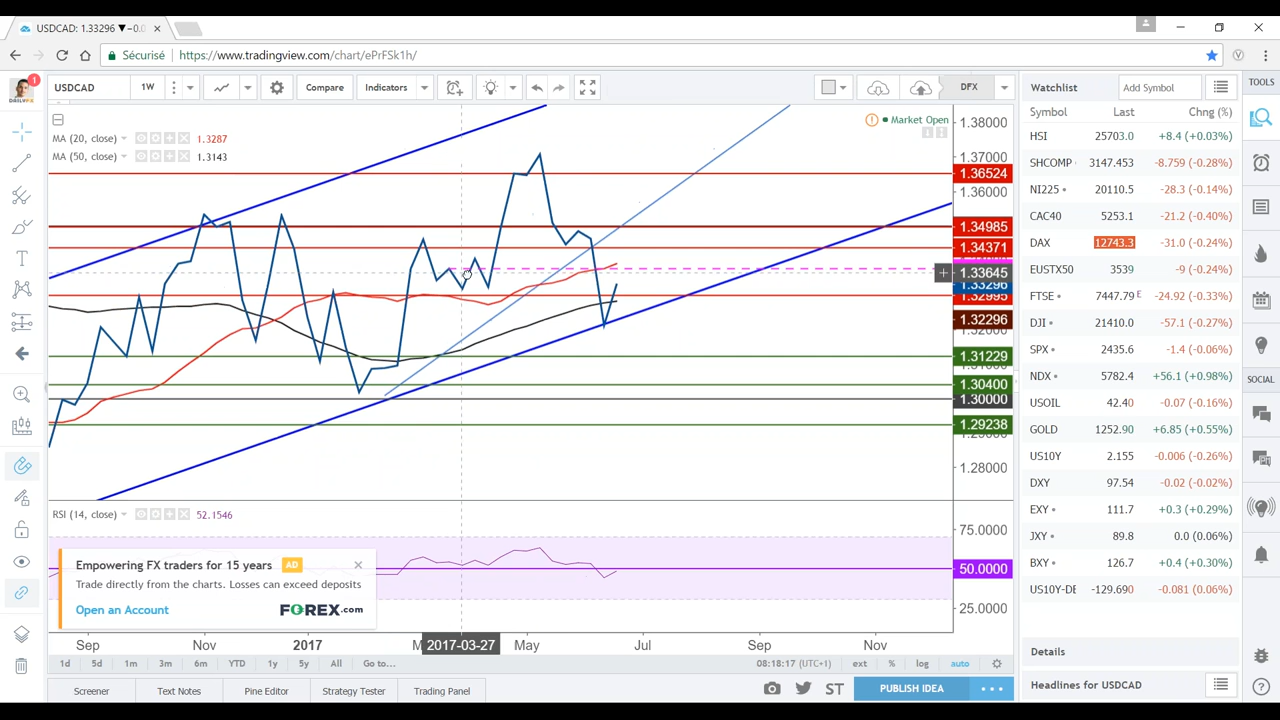 USDCAD: 1.33296 ▼−0.0
Sécurisé https://www.tradingview.com/chart/ePrFSk1h/
1
DAILYFX
USDCAD 1W Compare Indicators DFX
MA (20, close) 1.3287
MA (50, close) 1.3143
Market Open
1.38000
1.37000
1.36524
1.36000
1.34985
1.34371
1.33645
1.33296
1.32995
1.32296
1.31229
1.30400
1.30000
1.29238
1.28000
RSI (14, close) 52.1546
75.0000
50.0000
25.0000
Empowering FX traders for 15 years AD
Trade directly from the charts. Losses can exceed deposits
Open an Account FOREX.com
Sep Nov 2017 2017-03-27 May Jul Sep Nov
1d 5d 1m 3m 6m YTD 1y 5y All Go to... 08:18:17 (UTC+1) ext % log auto
Screener Text Notes Pine Editor Strategy Tester Trading Panel ST PUBLISH IDEA
Watchlist Add Symbol
Symbol Last Chng (%)
HSI 25703.0 +8.4 (+0.03%)
SHCOMP 3147.453 -8.759 (-0.28%)
NI225 20110.5 -28.3 (-0.14%)
CAC40 5253.1 -21.2 (-0.40%)
DAX 12743.3 -31.0 (-0.24%)
EUSTX50 3539 -9 (-0.24%)
FTSE 7447.79 E -24.92 (-0.33%)
DJI 21410.0 -57.1 (-0.27%)
SPX 2435.6 -1.4 (-0.06%)
NDX 5782.4 +56.1 (+0.98%)
USOIL 42.40 -0.07 (-0.16%)
GOLD 1252.90 +6.85 (+0.55%)
US10Y 2.155 -0.006 (-0.26%)
DXY 97.54 -0.02 (-0.02%)
EXY 111.7 +0.3 (+0.29%)
JXY 89.8 0.0 (0.06%)
BXY 126.7 +0.4 (+0.30%)
US10Y-DE -129.690 -0.081 (0.06%)
Details
Headlines for USDCAD
TOOLS
SOCIAL